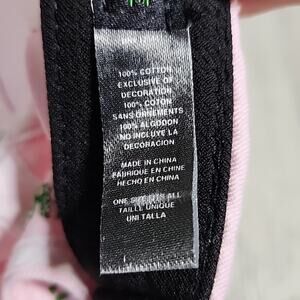 100% COTTON
EXCLUSIVE OF
DECORATION
100% COTON
SANS ORNEMENTS
100% ALGODON
NO INCLUYE LA
DECORACION
MADE IN CHINA
FABRIQUE EN CHINE
HECHO EN CHINA
ONE SIZE FITS ALL
TAILLE UNIQUE
UNI TALLA